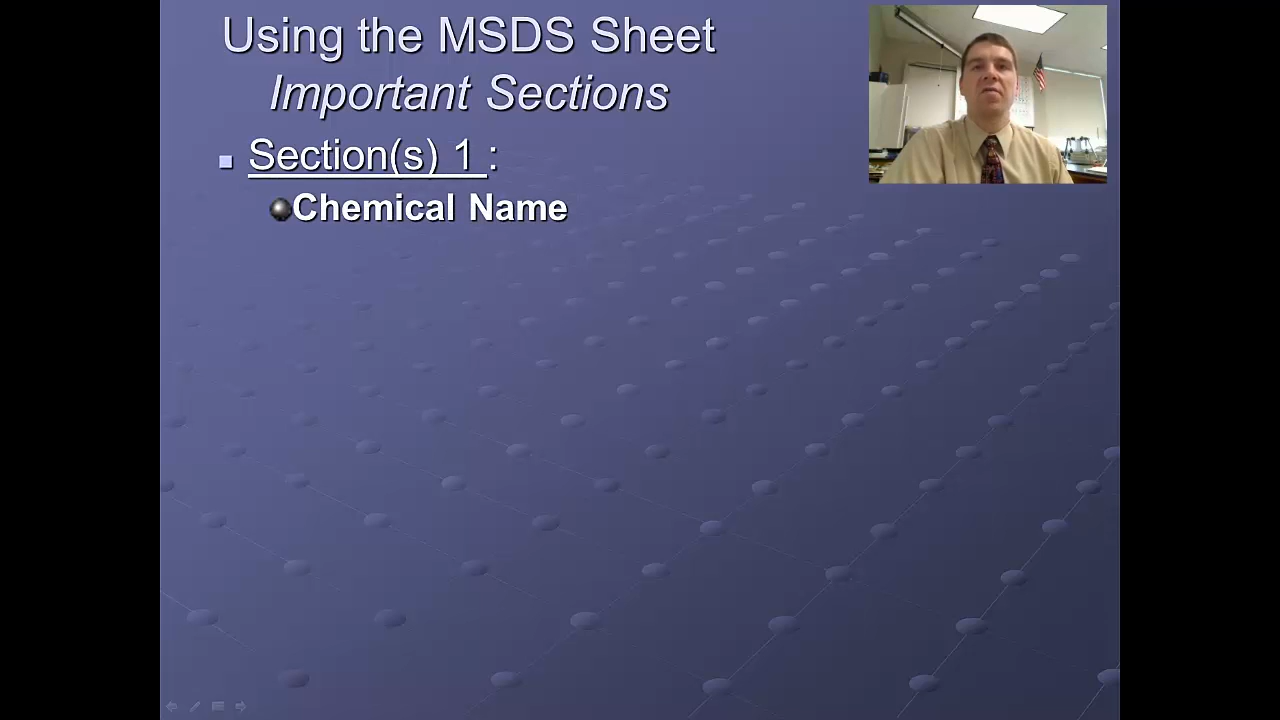 Using the MSDS Sheet
Important Sections
Section(s) 1 :
Chemical Name